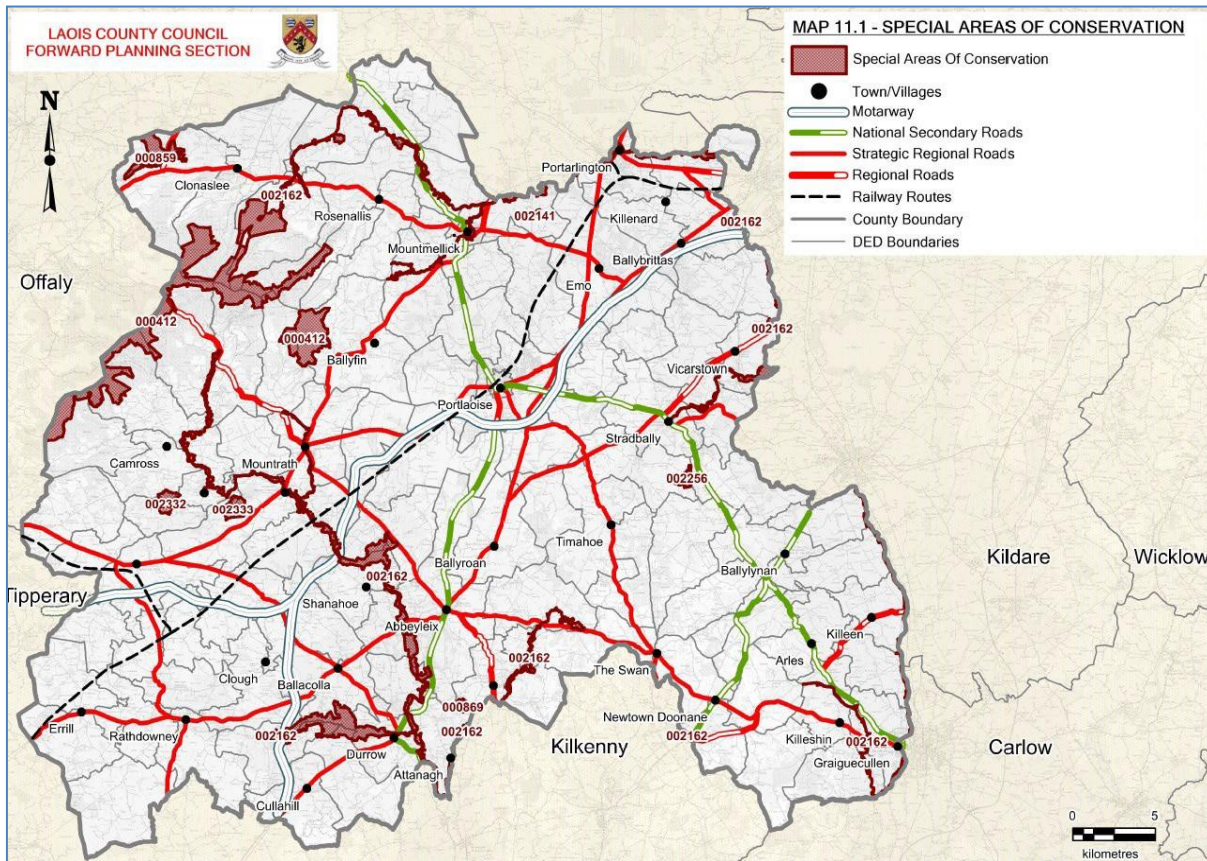 LAOIS COUNTY COUNCIL
FORWARD PLANNING SECTION
MAP 11.1 - SPECIAL AREAS OF CONSERVATION
Special Areas Of Conservation
Town/Villages
Motarway
National Secondary Roads
Strategic Regional Roads
Regional Roads
Railway Routes
County Boundary
DED Boundaries
N
000859
Clonaslee
002162
Rosenallis
Portarlington
002141
Killenard
002162
Mountmellick
Ballybrittas
Emo
Offaly
000412
000412
Ballyfin
002162
Vicarstown
Portlaoise
Stradbally
Camross
Mountrath
002256
002332
002333
Timahoe
Ballyroan
Ballylynan
Kildare
Wicklow
Tipperary
002162
Shanahoe
Abbeyleix
Killeen
002162
The Swan
Arles
Clough
Ballacolla
000869
Newtown Doonane
Errill
Rathdowney
002162
002162
Durrow
Kilkenny
002162
Killeshin
002162
Carlow
Graiguecullen
Attanagh
Cullahill
0 5
kilometres